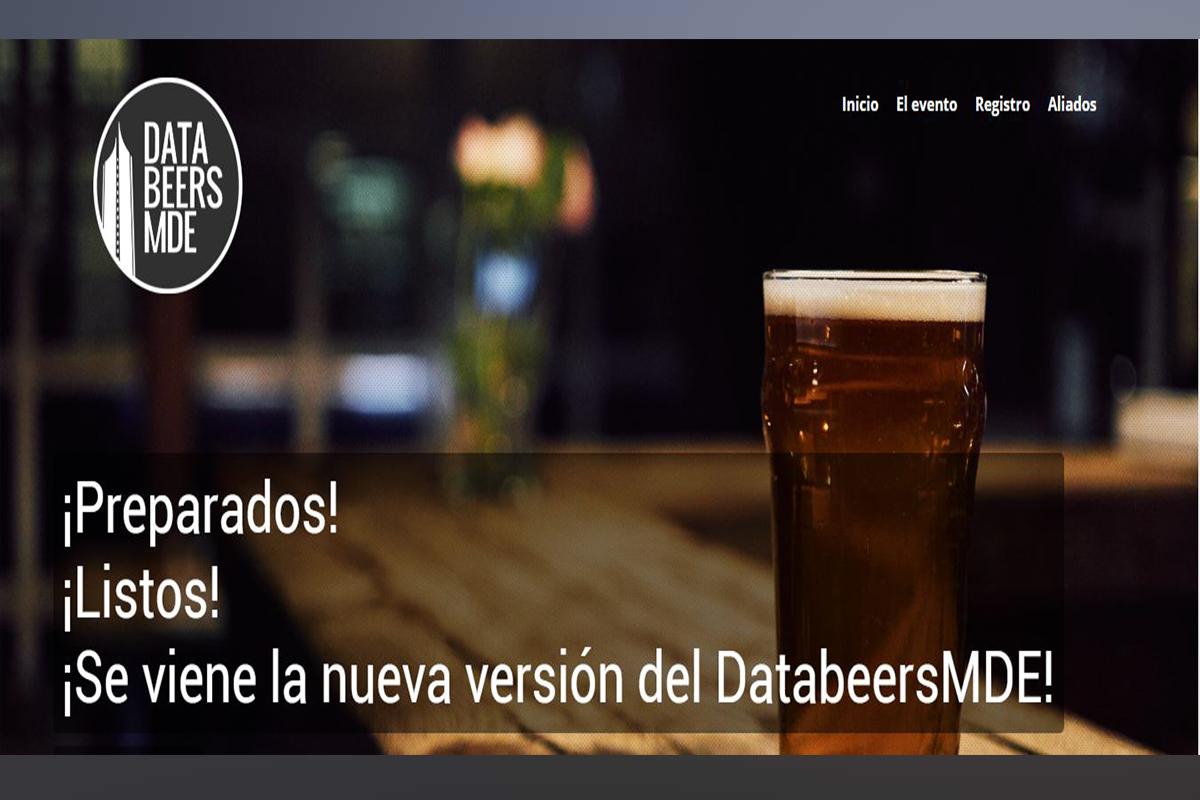 DATA
BEERS
MDE
Inicio El evento Registro Aliados
¡Preparados!
¡Listos!
¡Se viene la nueva versión del DatabeersMDE!